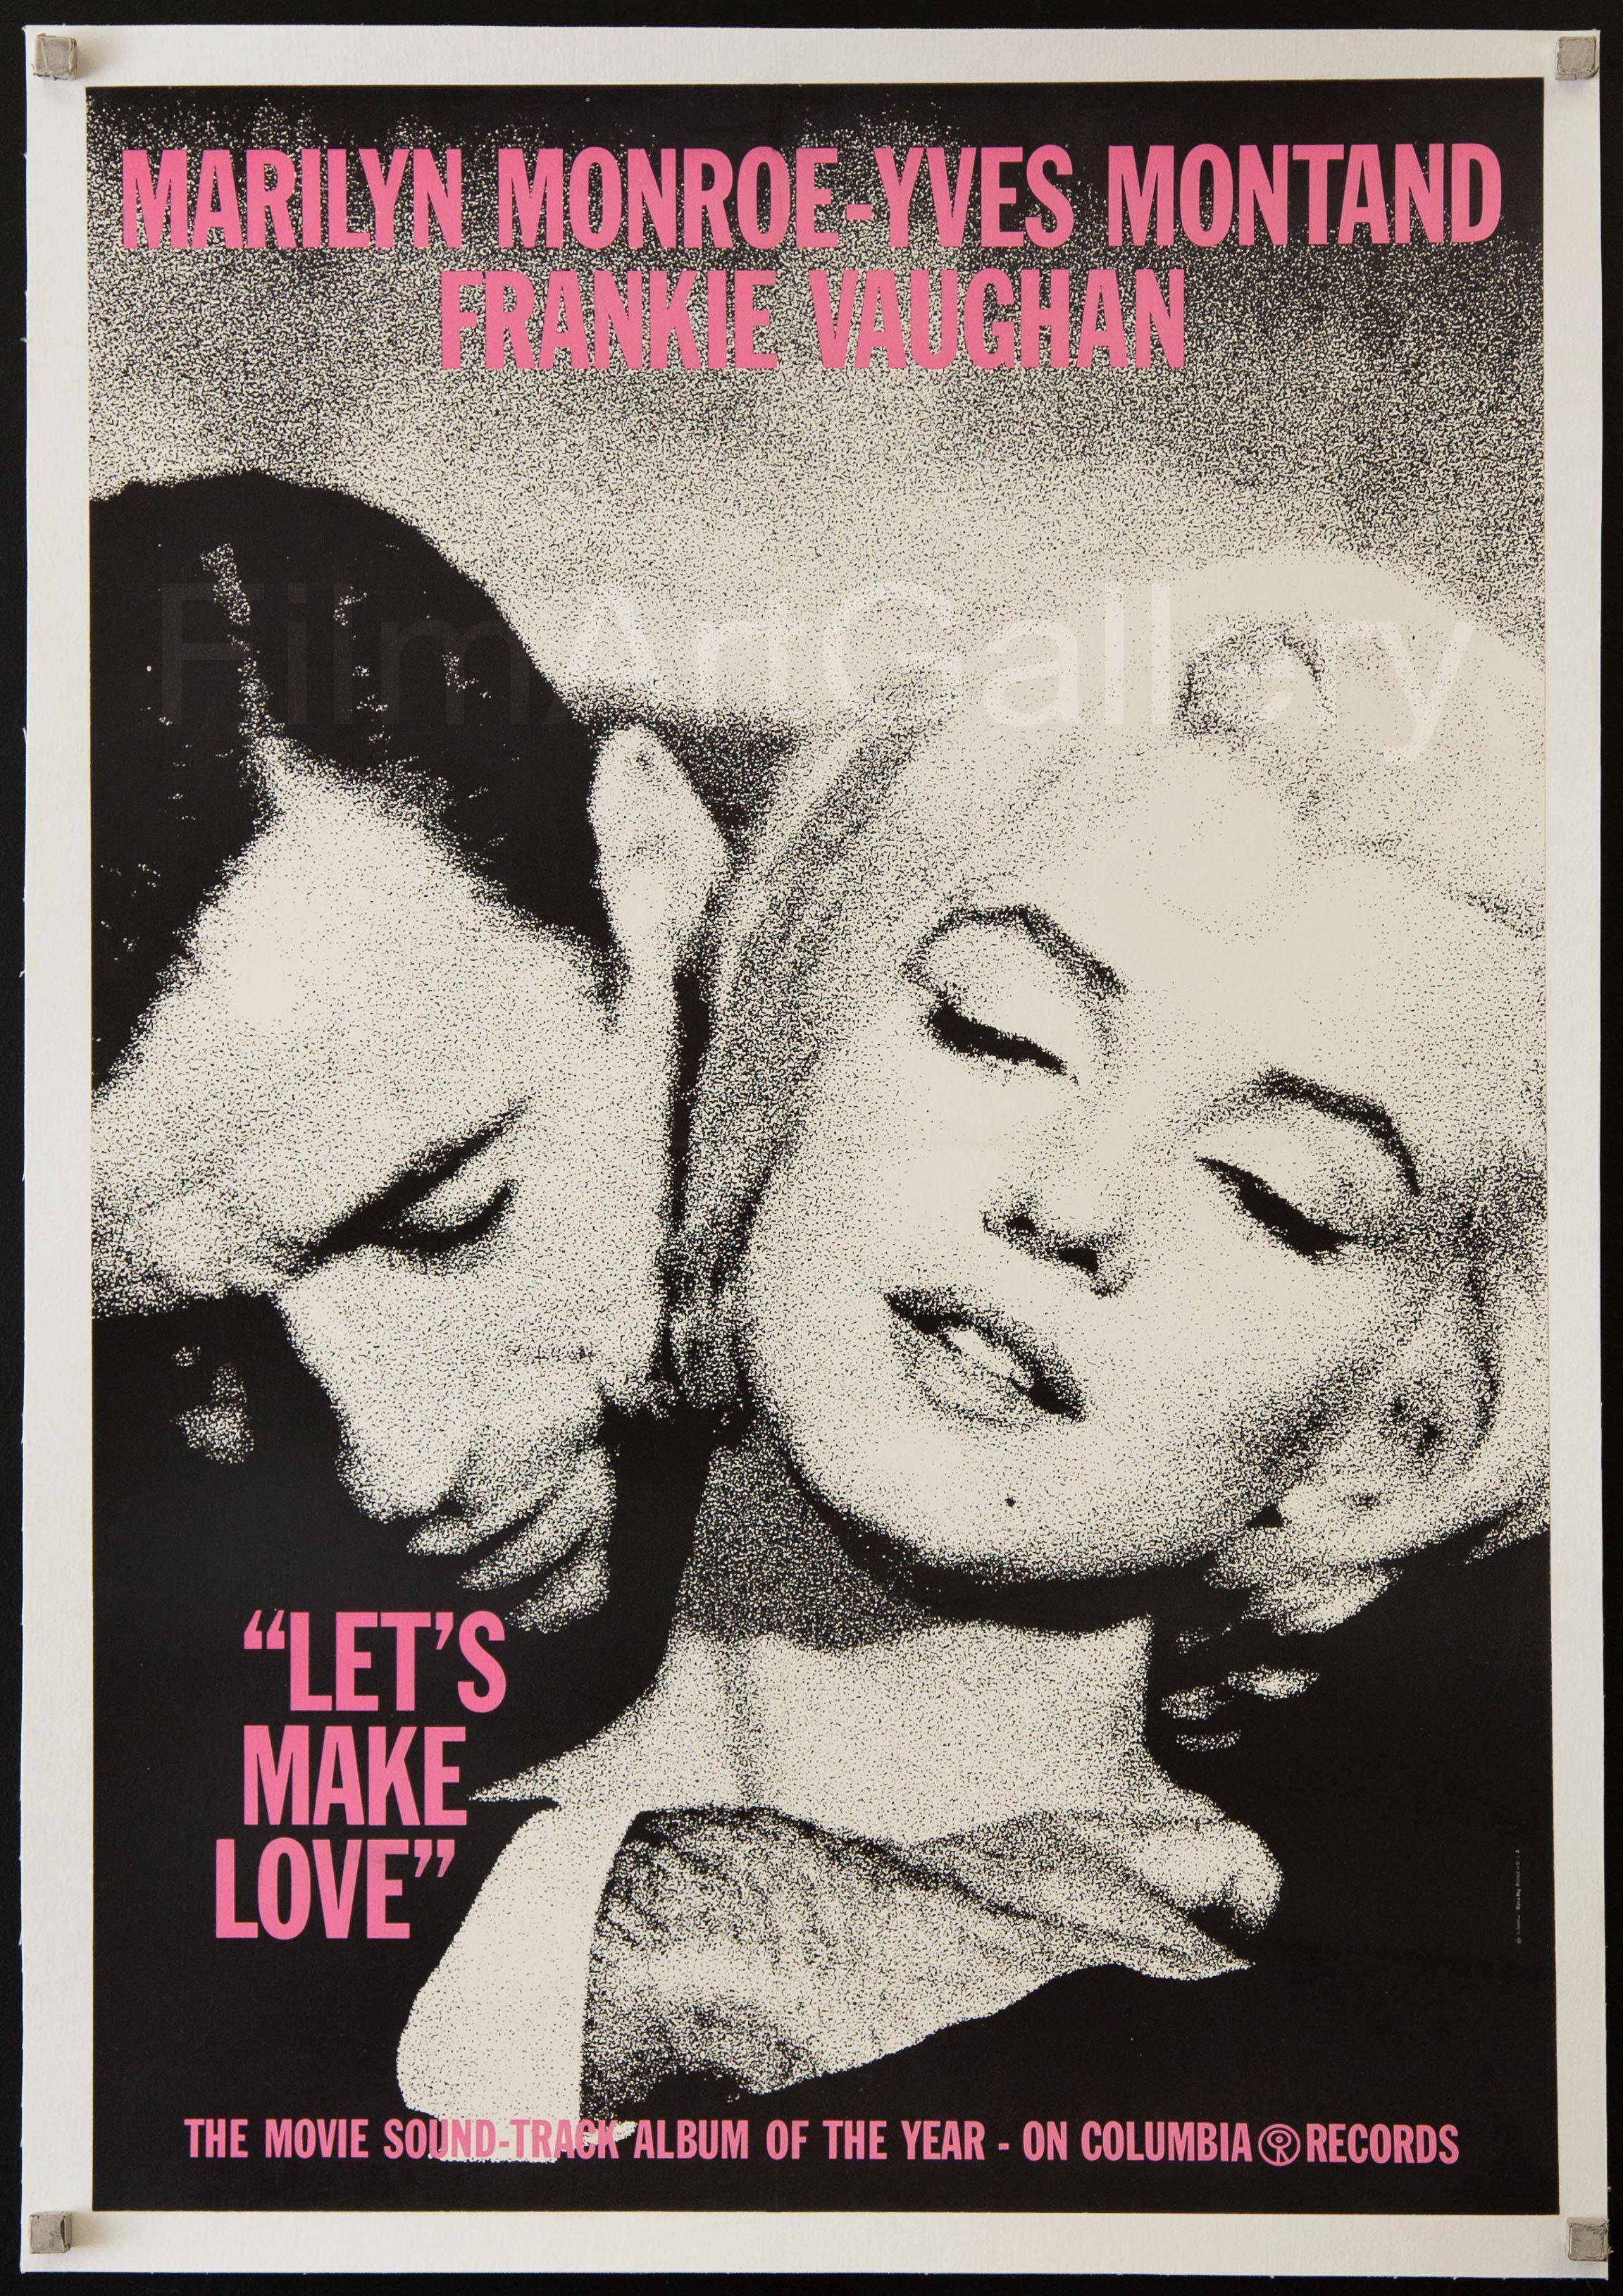 MARILYN MONROE-YVES MONTAND
FRANKIE VAUGHAN
FilmArtGallery
“LET’S
MAKE
LOVE”
THE MOVIE SOUND-TRACK ALBUM OF THE YEAR - ON COLUMBIA RECORDS